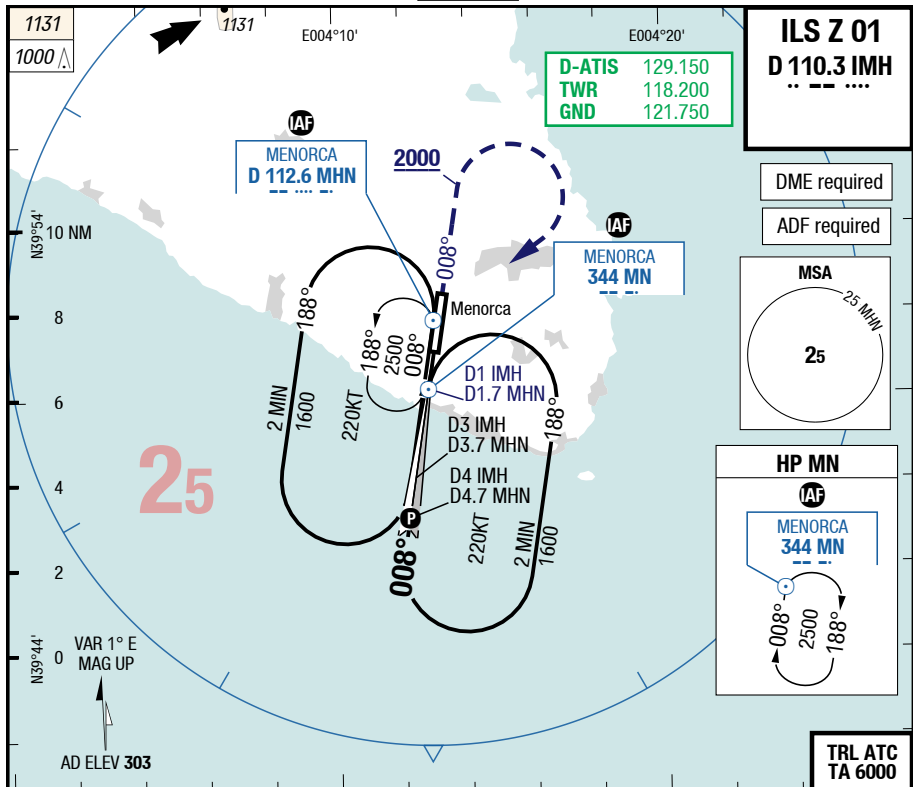 1131
1000
1131
E004°10'
E004°20'
ILS Z 01
D 110.3 IMH
D-ATIS 129.150
TWR 118.200
GND 121.750
IAF
MENORCA
D 112.6 MHN
2000
DME required
ADF required
IAF
MENORCA
344 MN
N39°54'
10 NM
008°
MSA
25 MHN
25
Menorca
8
188°
188°
2500
008°
D1 IMH
D1.7 MHN
6
2 MIN
1600
220KT
188°
D3 IMH
D3.7 MHN
25
4
D4 IMH
D4.7 MHN
P
220KT
2 MIN
1600
008°
HP MN
IAF
MENORCA
344 MN
008°
2500
188°
2
N39°44'
0
VAR 1° E
MAG UP
AD ELEV 303
TRL ATC
TA 6000